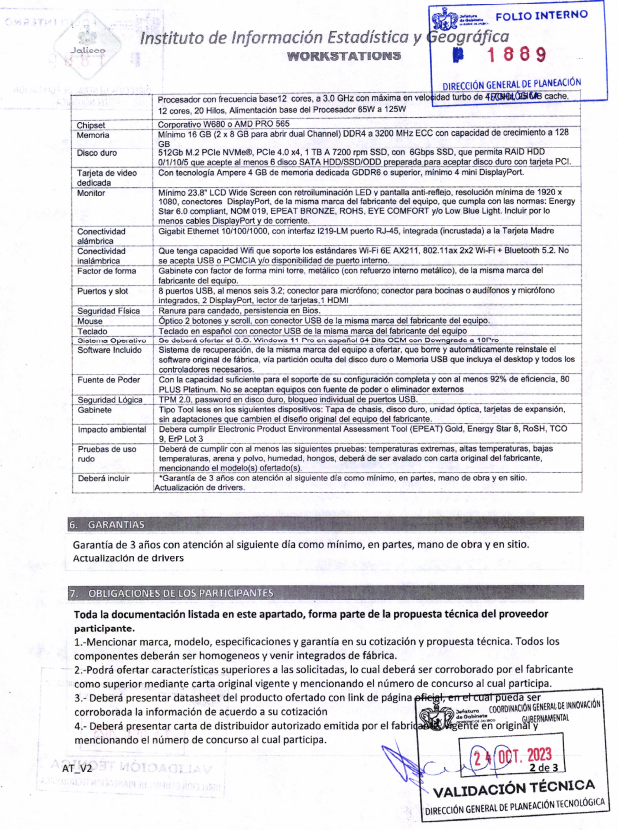 Jefatura
de Gabinete
FOLIO INTERNO
1889
DIRECCIÓN GENERAL DE PLANEACIÓN
TECNOLÓGICA
Jalisco
Instituto de Información Estadística y Geográfica
WORKSTATIONS
Procesador con frecuencia base12 cores, a 3.0 GHz con máxima en velocidad turbo de cache.
12 cores, 20 Hilos, Alimentación base del Procesador 65W a 125W
Chipset Corporativo W680 o AMD PRO 565
Memoria Mínimo 16 GB (2 x 8 GB para abrir dual Channel) DDR4 a 3200 MHz ECC con capacidad de crecimiento a 128
GB
Disco duro 512Gb M.2 PCIe NVMe®, PCIe 4.0 x4, 1 TB A 7200 rpm SSD, con 6Gbps SSD, que permita RAID HDD
0/1/10/5 que acepte al menos 6 disco SATA HDD/SSD/ODD preparada para aceptar disco duro con tarjeta PCI.
Tarjeta de video Con tecnología Ampere 4 GB de memoria dedicada GDDR6 o superior, mínimo 4 mini DisplayPort.
dedicada
Monitor Mínimo 23.8" LCD Wide Screen con retroiluminación LED y pantalla anti-reflejo, resolución mínima de 1920 x
1080, conectores DisplayPort, de la misma marca del fabricante del equipo, que cumpla con las normas: Energy
Star 6.0 compliant, NOM 019, EPEAT BRONZE, ROHS, EYE COMFORT y/o Low Blue Light. Incluir por lo
menos cables DisplayPort y de corriente.
Conectividad Gigabit Ethernet 10/100/1000, con interfaz I219-LM puerto RJ-45, integrada (incrustada) a la Tarjeta Madre
alámbrica
Conectividad Que tenga capacidad Wifi que soporte los estándares Wi-Fi 6E AX211, 802.11ax 2x2 Wi-Fi + Bluetooth 5.2. No
inalámbrica se acepta USB o PCMCIA y/o disponibilidad de puerto interno.
Factor de forma Gabinete con factor de forma mini torre, metálico (con refuerzo interno metálico), de la misma marca del
fabricante del equipo.
Puertos y slot 8 puertos USB, al menos seis 3.2; conector para micrófono; conector para bocinas o audífonos y micrófono
integrados, 2 DisplayPort, lector de tarjetas,1 HDMI
Seguridad Física Ranura para candado, persistencia en Bios.
Mouse Óptico 2 botones y scroll, con conector USB de la misma marca del fabricante del equipo.
Teclado Teclado en español con conector USB de la misma marca del fabricante del equipo
Sistema Operativo Se deberá ofertar el S.O. Windows 11 Pro en español 64 Bits OEM con Downgrade a 10Pro
Software Incluido Sistema de recuperación, de la misma marca del equipo a ofertar, que borre y automáticamente reinstale el
software original de fábrica, vía partición oculta del disco duro o Memoria USB que incluya el desktop y todos los
controladores necesarios.
Fuente de Poder Con la capacidad suficiente para el soporte de su configuración completa y con al menos 92% de eficiencia, 80
PLUS Platinum. No se aceptan equipos con fuente de poder o eliminador externos
Seguridad Lógica TPM 2.0, password en disco duro, bloqueo individual de puertos USB.
Gabinete Tipo Tool less en los siguientes dispositivos: Tapa de chasis, disco duro, unidad óptica, tarjetas de expansión,
sin adaptaciones que cambien el diseño original del equipo del fabricante.
Impacto ambiental Debera cumplir Electronic Product Environmental Assessment Tool (EPEAT) Gold, Energy Star 8, RoSH, TCO
9, ErP Lot 3
Pruebas de uso Deberá de cumplir con al menos las siguientes pruebas: temperaturas extremas, altas temperaturas, bajas
rudo temperaturas, arena y polvo, humedad, hongos, deberá de ser avalado con carta original del fabricante,
mencionando el modelo(s) ofertado(s).
Deberá incluir *Garantía de 3 años con atención al siguiente día como mínimo, en partes, mano de obra y en sitio.
Actualización de drivers.
6. GARANTIAS
Garantía de 3 años con atención al siguiente día como mínimo, en partes, mano de obra y en sitio.
Actualización de drivers
7. OBLIGACIONES DE LOS PARTICIPANTES
Toda la documentación listada en este apartado, forma parte de la propuesta técnica del proveedor
participante.
1.-Mencionar marca, modelo, especificaciones y garantía en su cotización y propuesta técnica. Todos los
componentes deberán ser homogeneos y venir integrados de fábrica.
2.-Podrá ofertar características superiores a las solicitadas, lo cual deberá ser corroborado por el fabricante
como superior mediante carta original vigente y mencionando el número de concurso al cual participa.
3.- Deberá presentar datasheet del producto ofertado con link de página oficial, en el cual pueda ser
corroborada la información de acuerdo a su cotización
4.- Deberá presentar carta de distribuidor autorizado emitida por el fabricante vigente en original y
mencionando el número de concurso al cual participa.
Jefatura
de Gabinete
COORDINACIÓN GENERAL DE INNOVACIÓN
GUBERNAMENTAL
24 OCT. 2023
AT_V2
2 de 3
VALIDACIÓN TÉCNICA
DIRECCIÓN GENERAL DE PLANEACIÓN TECNOLÓGICA